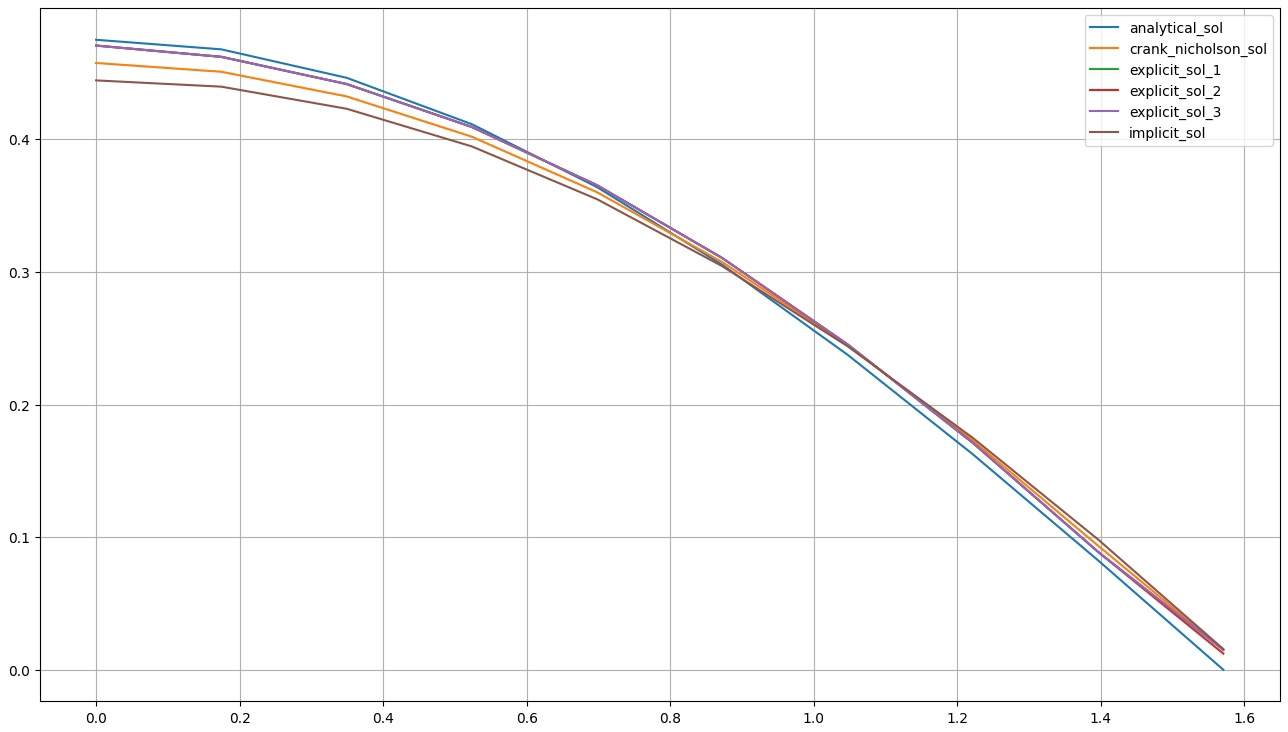 analytical_sol
crank_nicholson_sol
explicit_sol_1
explicit_sol_2
explicit_sol_3
implicit_sol
0.4
0.3
0.2
0.1
0.0
0.0 0.2 0.4 0.6 0.8 1.0 1.2 1.4 1.6